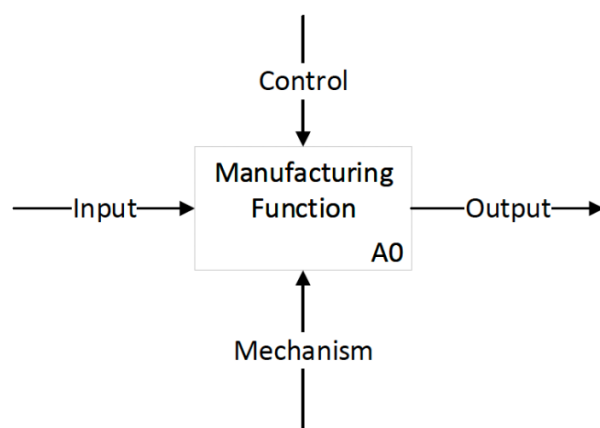 Control
Manufacturing
Function
Input
Output
A0
Mechanism